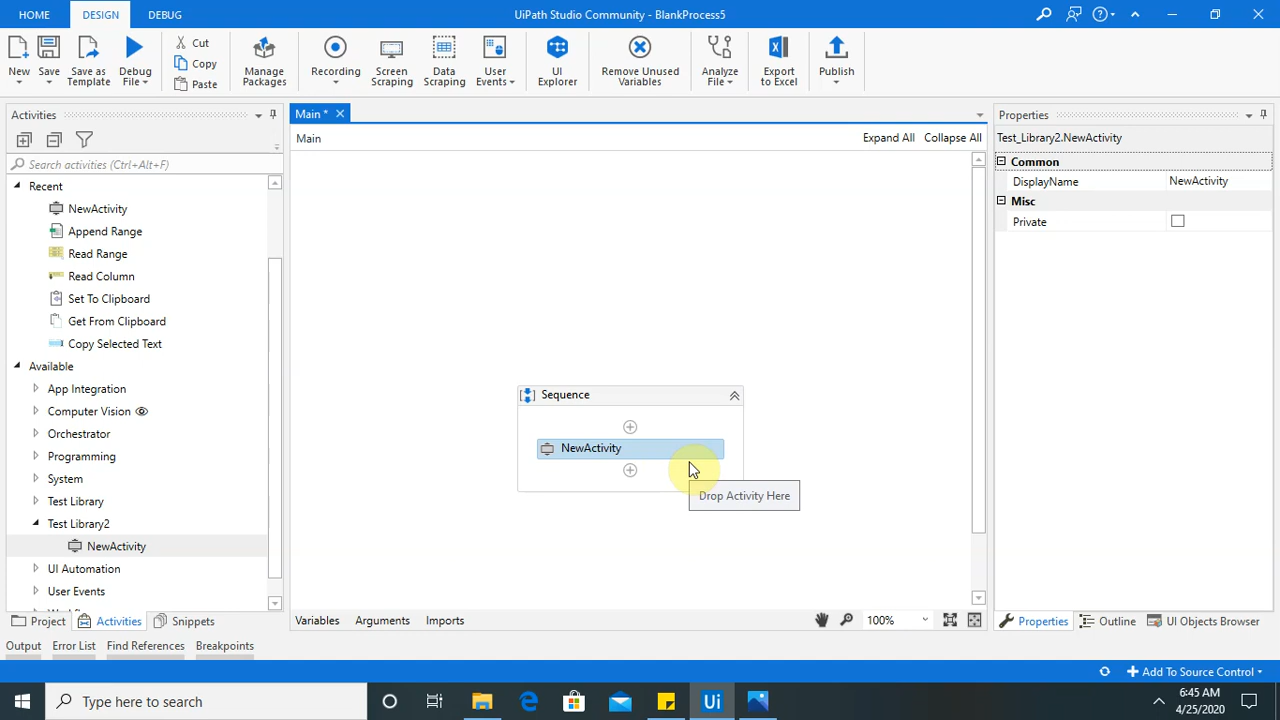 HOME
DESIGN
DEBUG
UiPath Studio Community - BlankProcess5
New
Save
Save as Template
Debug File
Cut
Copy
Paste
Manage Packages
Recording
Screen Scraping
Data Scraping
User Events
UI Explorer
Remove Unused Variables
Analyze File
Export to Excel
Publish
Activities
Search activities (Ctrl+Alt+F)
Recent
NewActivity
Append Range
Read Range
Read Column
Set To Clipboard
Get From Clipboard
Copy Selected Text
Available
App Integration
Computer Vision
Orchestrator
Programming
System
Test Library
Test Library2
NewActivity
UI Automation
User Events
Project
Activities
Snippets
Main *
Main
Expand All
Collapse All
Sequence
NewActivity
Drop Activity Here
Variables
Arguments
Imports
100%
Properties
Test_Library2.NewActivity
Common
DisplayName
NewActivity
Misc
Private
Properties
Outline
UI Objects Browser
Output
Error List
Find References
Breakpoints
Add To Source Control
Type here to search
Ui
6:45 AM
4/25/2020